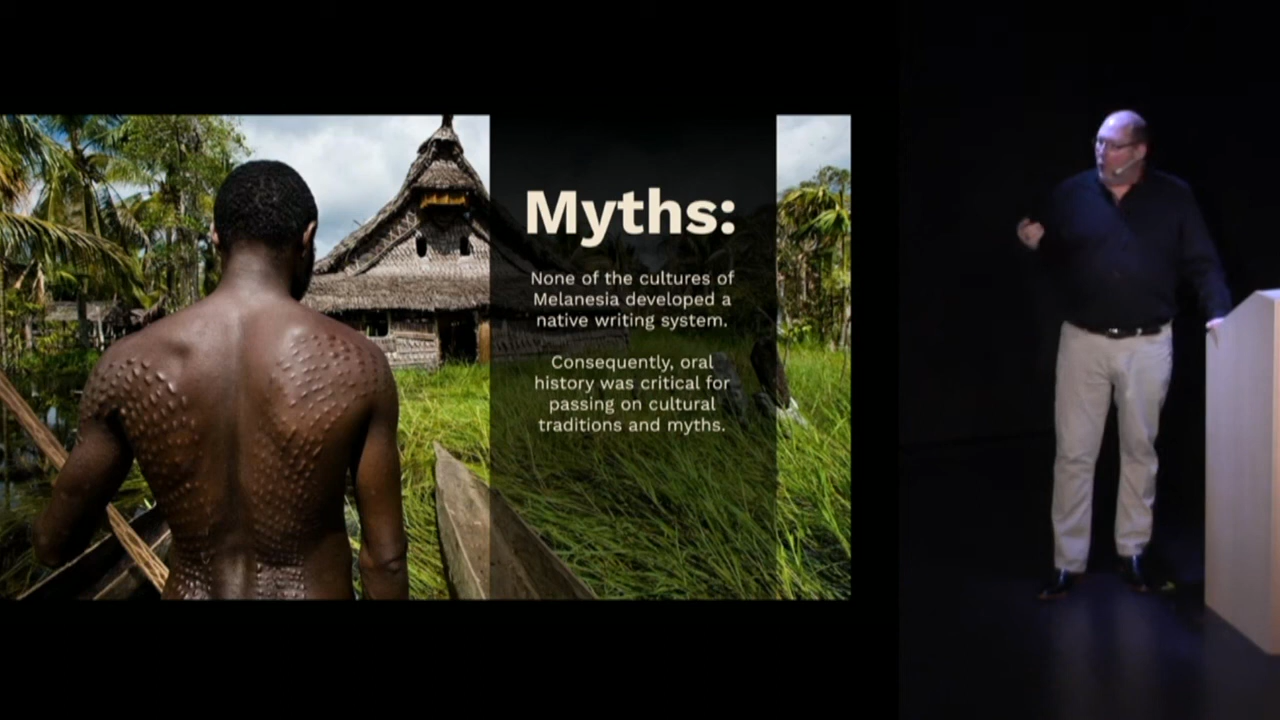 Myths:
None of the cultures of
Melanesia developed a
native writing system.
Consequently, oral
history was critical for
passing on cultural
traditions and myths.